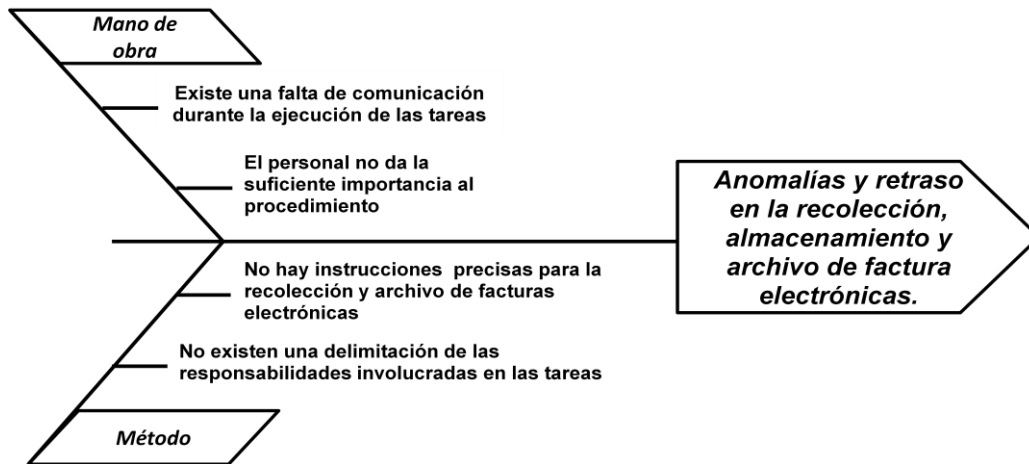 Mano de
obra
Existe una falta de comunicación
durante la ejecución de las tareas
El personal no da la
suficiente importancia al
procedimiento
Anomalías y retraso
en la recolección,
almacenamiento y
archivo de factura
electrónicas.
No hay instrucciones precisas para la
recolección y archivo de facturas
electrónicas
No existen una delimitación de las
responsabilidades involucradas en las tareas
Método